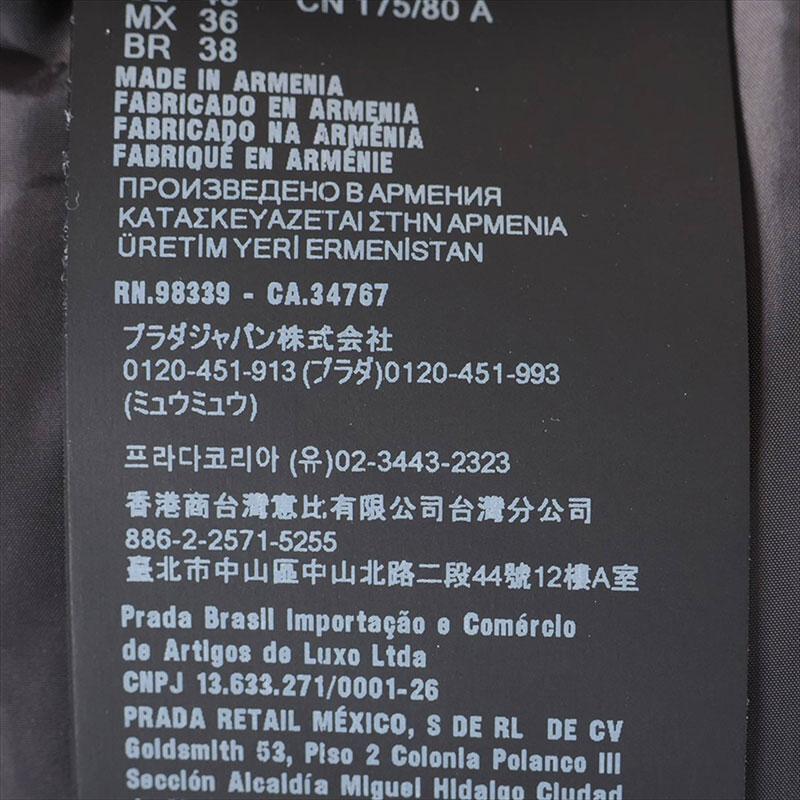 CN 175/80 A
MX 36
BR 38
MADE IN ARMENIA
FABRICADO EN ARMENIA
FABRICADO NA ARMÉNIA
FABRIQUÉ EN ARMÉNIE
ПРОИЗВЕДЕНО В АРМЕНИЯ
ΚΑΤΑΣΚΕΥΑΖΕΤΑΙ ΣΤΗΝ ΑΡΜΕΝΙΑ
ÜRETİM YERİ ERMENİSTAN
RN.98339 - CA.34767
プラダジャパン株式会社
0120-451-913 (プラダ)0120-451-993
(ミュウミュウ)
프라다코리아 (유)02-3443-2323
香港商台灣惠比有限公司台灣分公司
886-2-2571-5255
臺北市中山區中山北路二段44號12樓A室
Prada Brasil Importação e Comércio
de Artigos de Luxo Ltda
CNPJ 13.633.271/0001-26
PRADA RETAIL MÉXICO, S DE RL DE CV
Goldsmith 53, Piso 2 Colonia Polanco III
Sección Alcaldía Miguel Hidalgo Ciudad